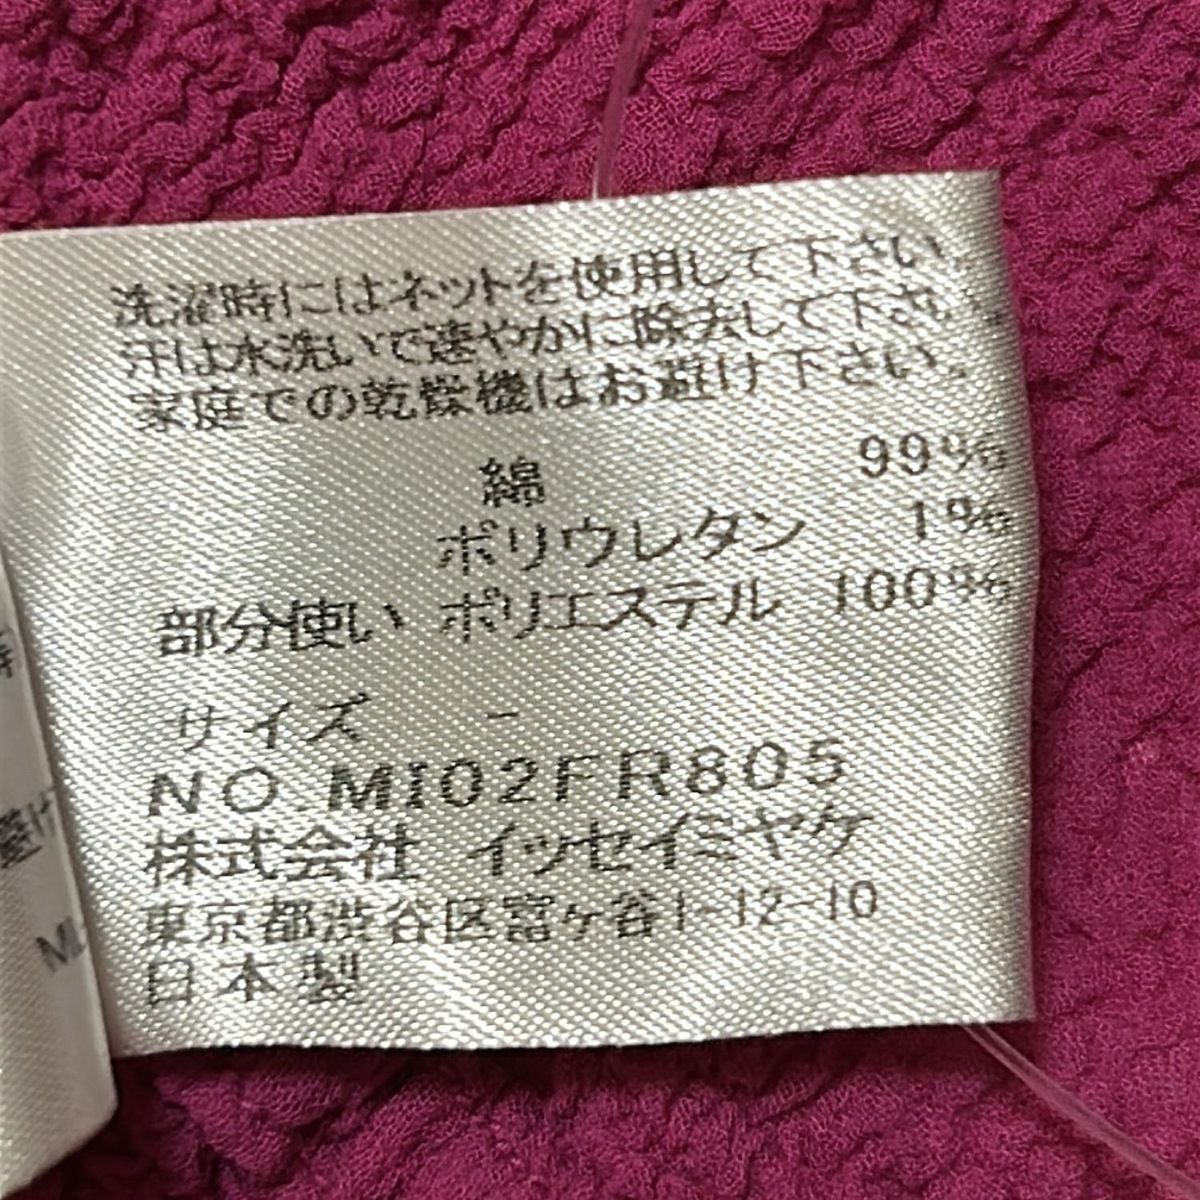 洗濯時にはネットを使用して下さい。
汗は水洗いで速やかに除去して下さい。
家庭での乾燥機はお避け下さい。
綿 99%
ポリウレタン 1%
部分使い ポリエステル 100%
サイズ -
NO.MI02FR805
株式会社 イッセイミヤケ
東京都渋谷区富ヶ谷1-12-10
日本製